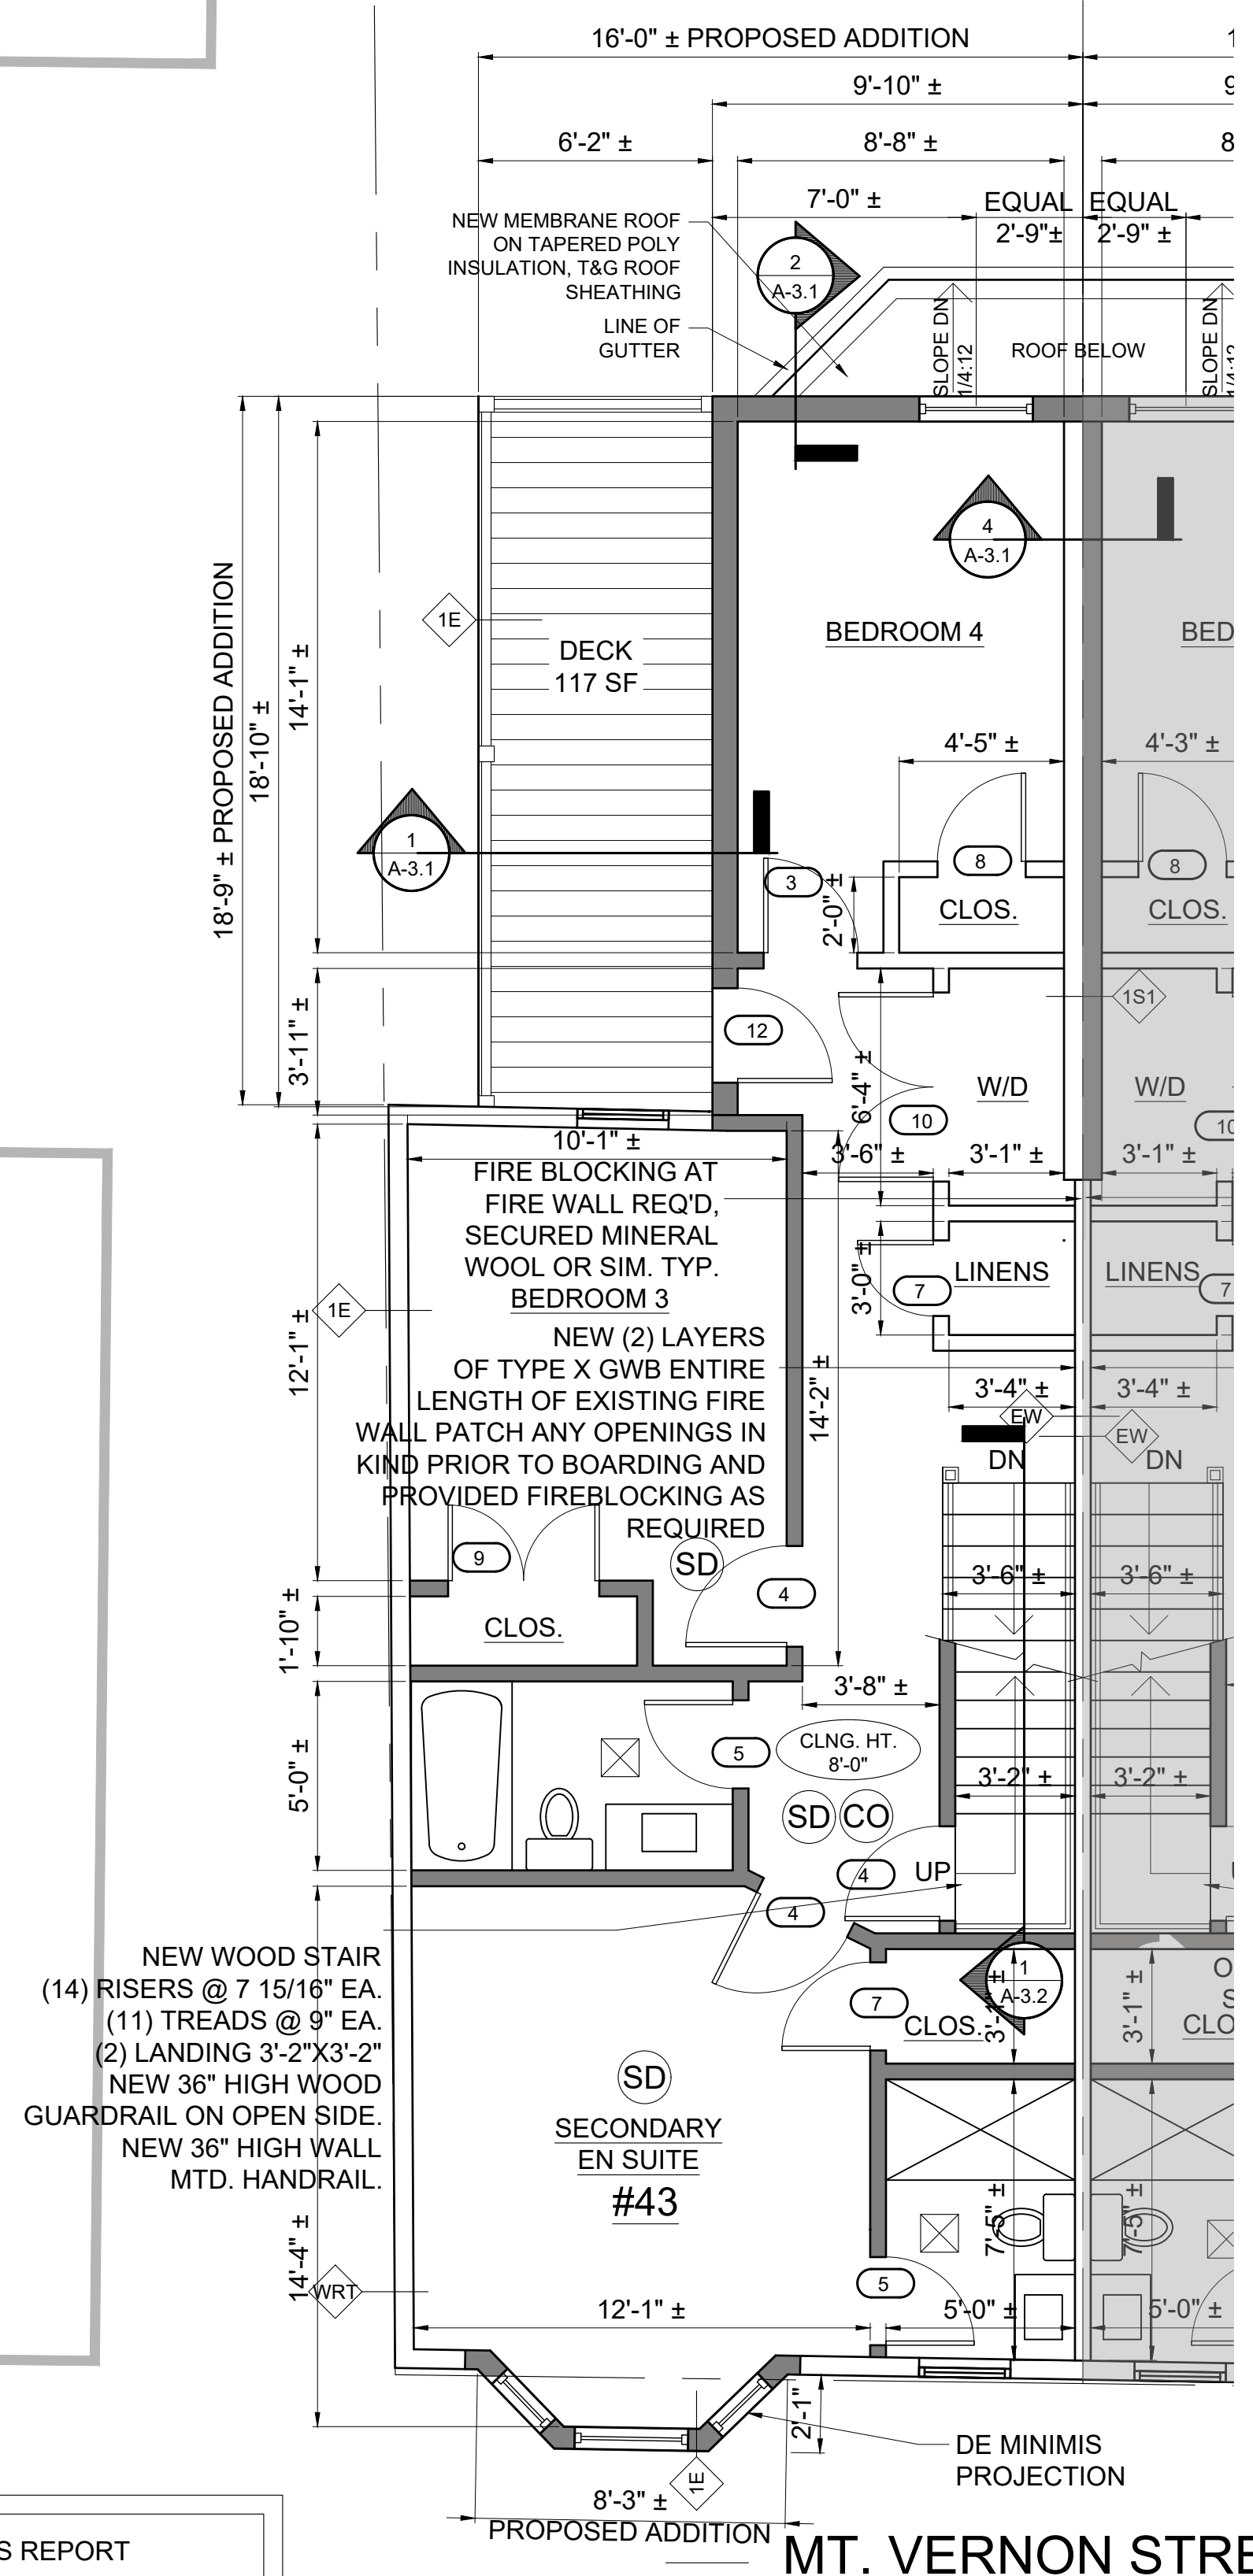 16'-0" ± PROPOSED ADDITION
9'-10" ±
6'-2" ±
8'-8" ±
7'-0" ±
EQUAL
2'-9"±
EQUAL
2'-9" ±
NEW MEMBRANE ROOF
ON TAPERED POLY
INSULATION, T&G ROOF
SHEATHING
LINE OF
GUTTER
2
A-3.1
SLOPE DN
1/4:12
ROOF BELOW
SLOPE DN
1/4:12
18'-9" ± PROPOSED ADDITION
18'-10" ±
14'-1" ±
3'-11" ±
1E
DECK
117 SF
4
A-3.1
BEDROOM 4
BED
4'-5" ±
4'-3" ±
1
A-3.1
3
2'-0" ±
8
CLOS.
8
CLOS.
1S1
12
6'-4" ±
W/D
W/D
10
10
10'-1" ±
3'-6" ±
3'-1" ±
3'-1" ±
FIRE BLOCKING AT
FIRE WALL REQ'D,
SECURED MINERAL
WOOL OR SIM. TYP.
BEDROOM 3
1E
12'-1" ±
3'-0" ±
7
LINENS
LINENS
7
NEW (2) LAYERS
OF TYPE X GWB ENTIRE
LENGTH OF EXISTING FIRE
WALL PATCH ANY OPENINGS IN
KIND PRIOR TO BOARDING AND
PROVIDED FIREBLOCKING AS
REQUIRED
14'-2" ±
3'-4" ±
3'-4" ±
EW
EW
DN
DN
9
SD
4
3'-6" ±
3'-6" ±
1'-10" ±
CLOS.
3'-8" ±
5'-0" ±
5
CLNG. HT.
8'-0"
3'-2" ±
3'-2" ±
SD
CO
4
UP
4
NEW WOOD STAIR
(14) RISERS @ 7 15/16" EA.
(11) TREADS @ 9" EA.
(2) LANDING 3'-2"X3'-2"
NEW 36" HIGH WOOD
GUARDRAIL ON OPEN SIDE.
NEW 36" HIGH WALL
MTD. HANDRAIL.
7
CLOS.
3'-1" ±
1
A-3.2
3'-1" ±
CLO
SD
SECONDARY
EN SUITE
#43
14'-4" ±
WRT
7'-5" ±
7'-5" ±
5
12'-1" ±
5'-0" ±
5'-0" ±
2'-1"
DE MINIMIS
PROJECTION
1E
8'-3" ±
PROPOSED ADDITION
MT. VERNON STRE
S REPORT